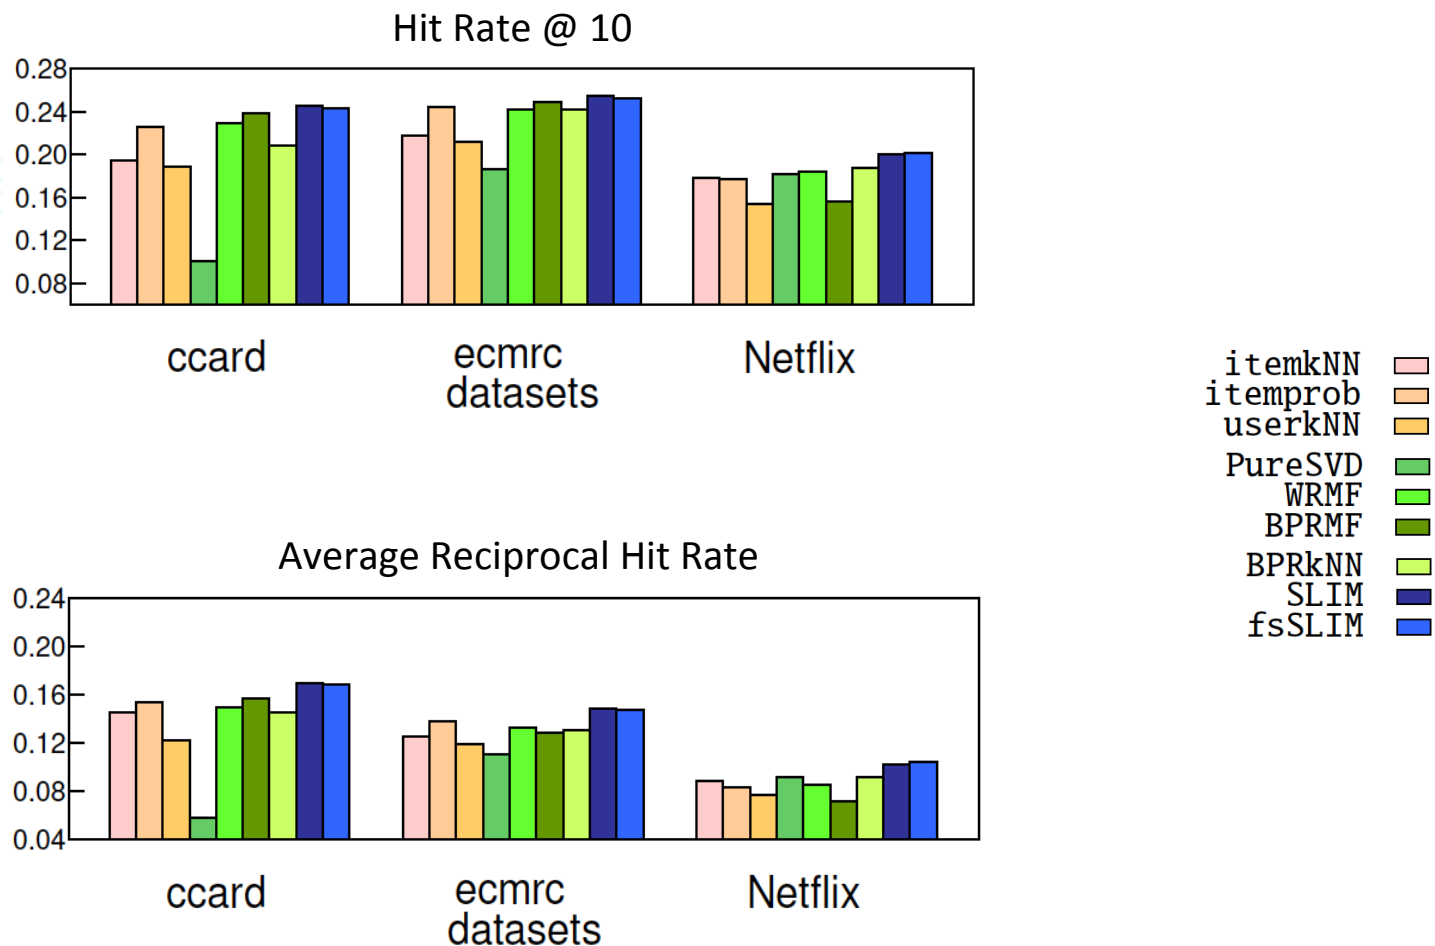 Hit Rate @ 10
0.28
0.24
0.20
0.16
0.12
0.08
ccard
ecmrc
Netflix
datasets
itemkNN
itemprob
userkNN
PureSVD
WRMF
BPRMF
BPRkNN
SLIM
fsSLIM
Average Reciprocal Hit Rate
0.24
0.20
0.16
0.12
0.08
0.04
ccard
ecmrc
Netflix
datasets